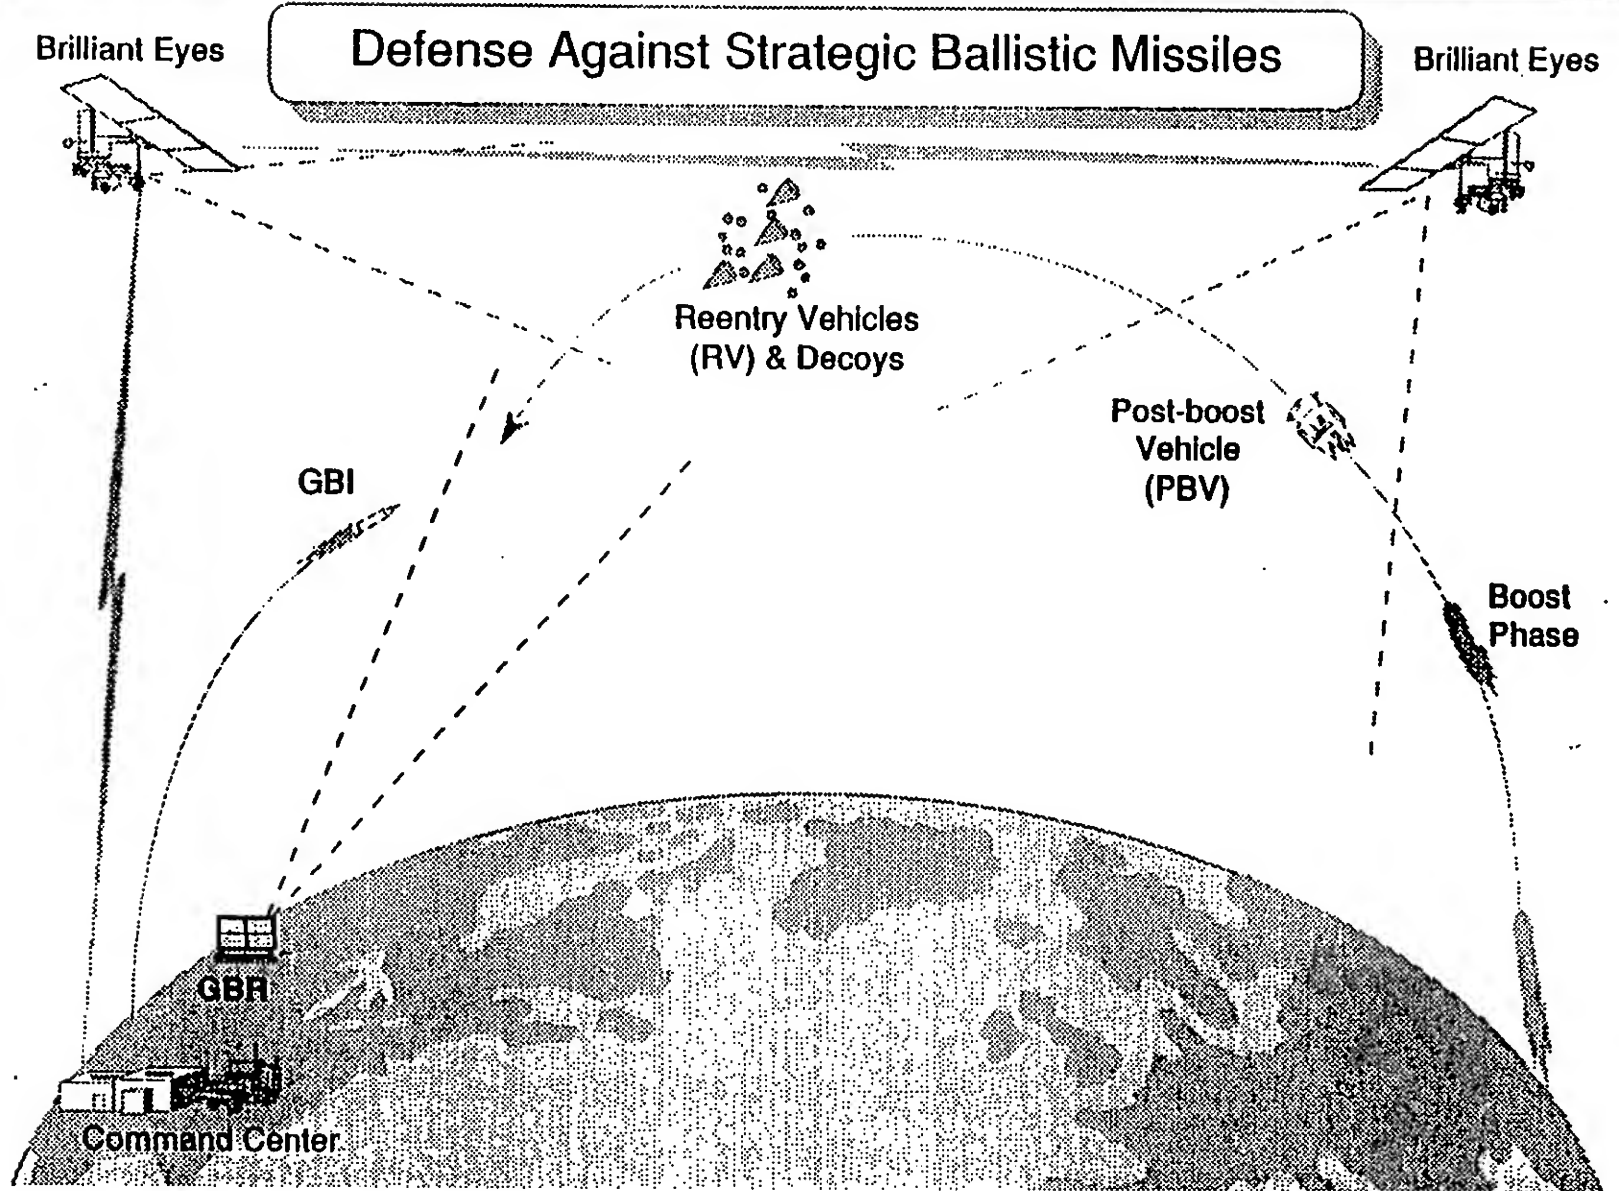 Defense Against Strategic Ballistic Missiles
Brilliant Eyes
Brilliant Eyes
Reentry Vehicles
(RV) & Decoys
Post-boost
Vehicle
(PBV)
GBI
Boost
Phase
GBR
Command Center